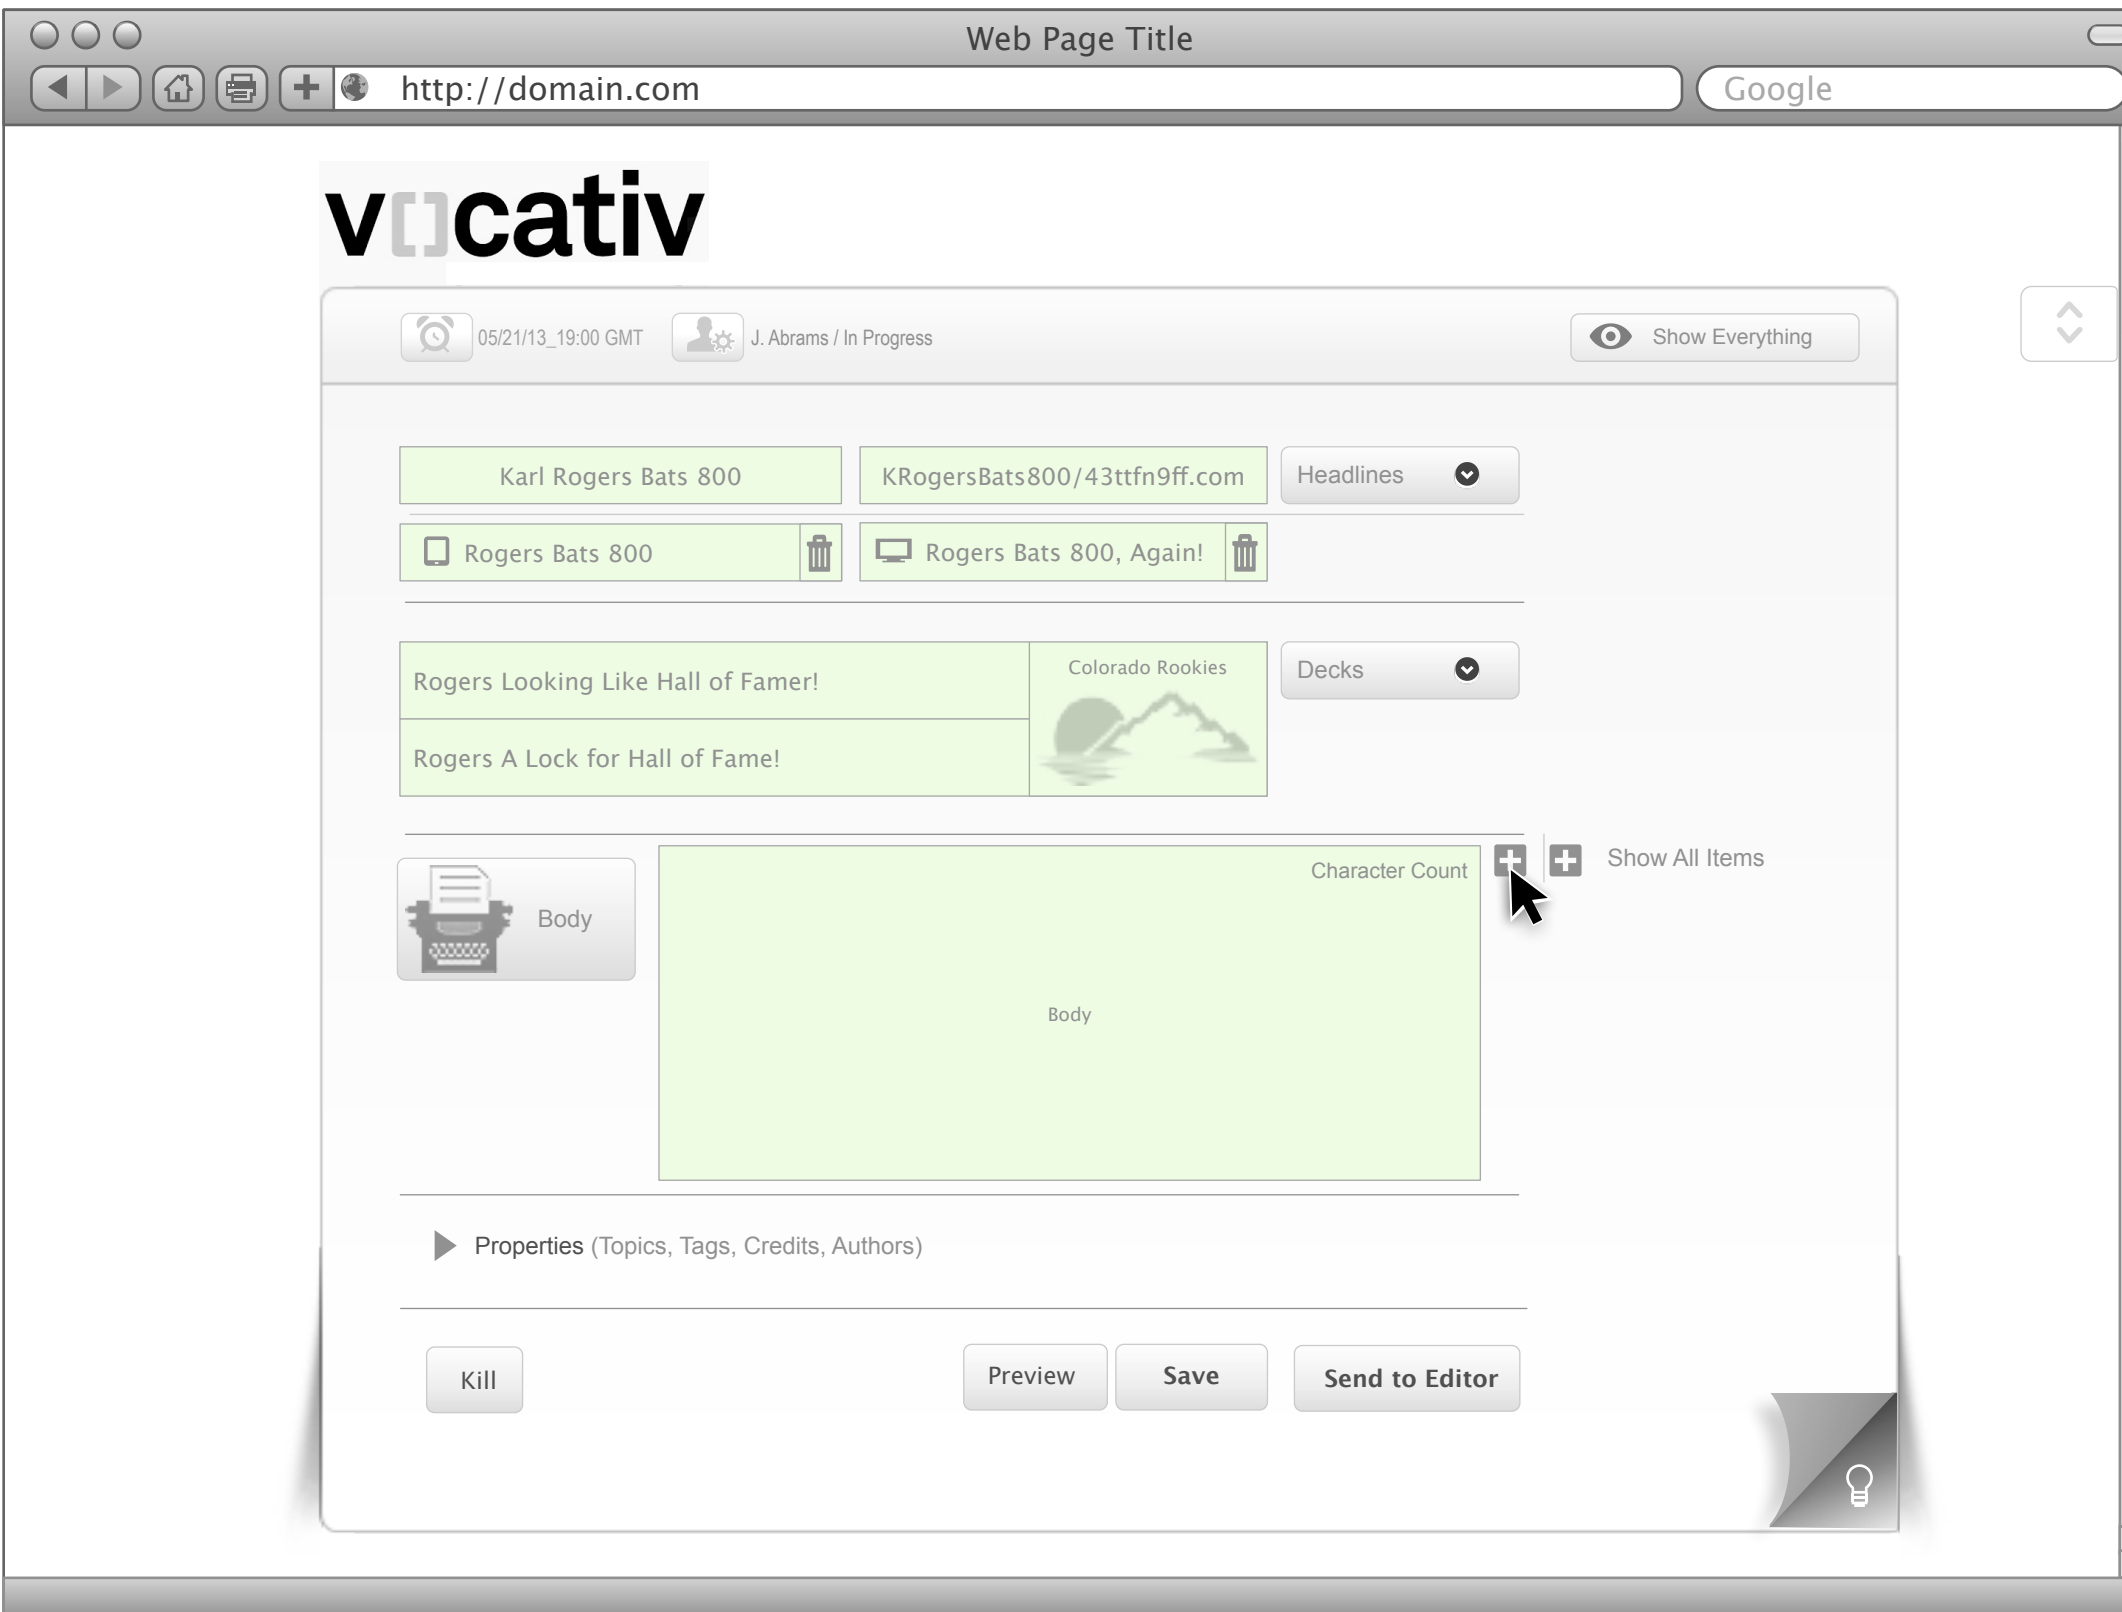 Web Page Title
http://domain.com
Google
v[]cativ
05/21/13_19:00 GMT
J. Abrams / In Progress
Show Everything
Karl Rogers Bats 800
KRogersBats800/43ttfn9ff.com
Headlines
Rogers Bats 800
Rogers Bats 800, Again!
Rogers Looking Like Hall of Famer!
Colorado Rookies
Decks
Rogers A Lock for Hall of Fame!
Character Count
Show All Items
Body
Body
Properties (Topics, Tags, Credits, Authors)
Kill
Preview
Save
Send to Editor